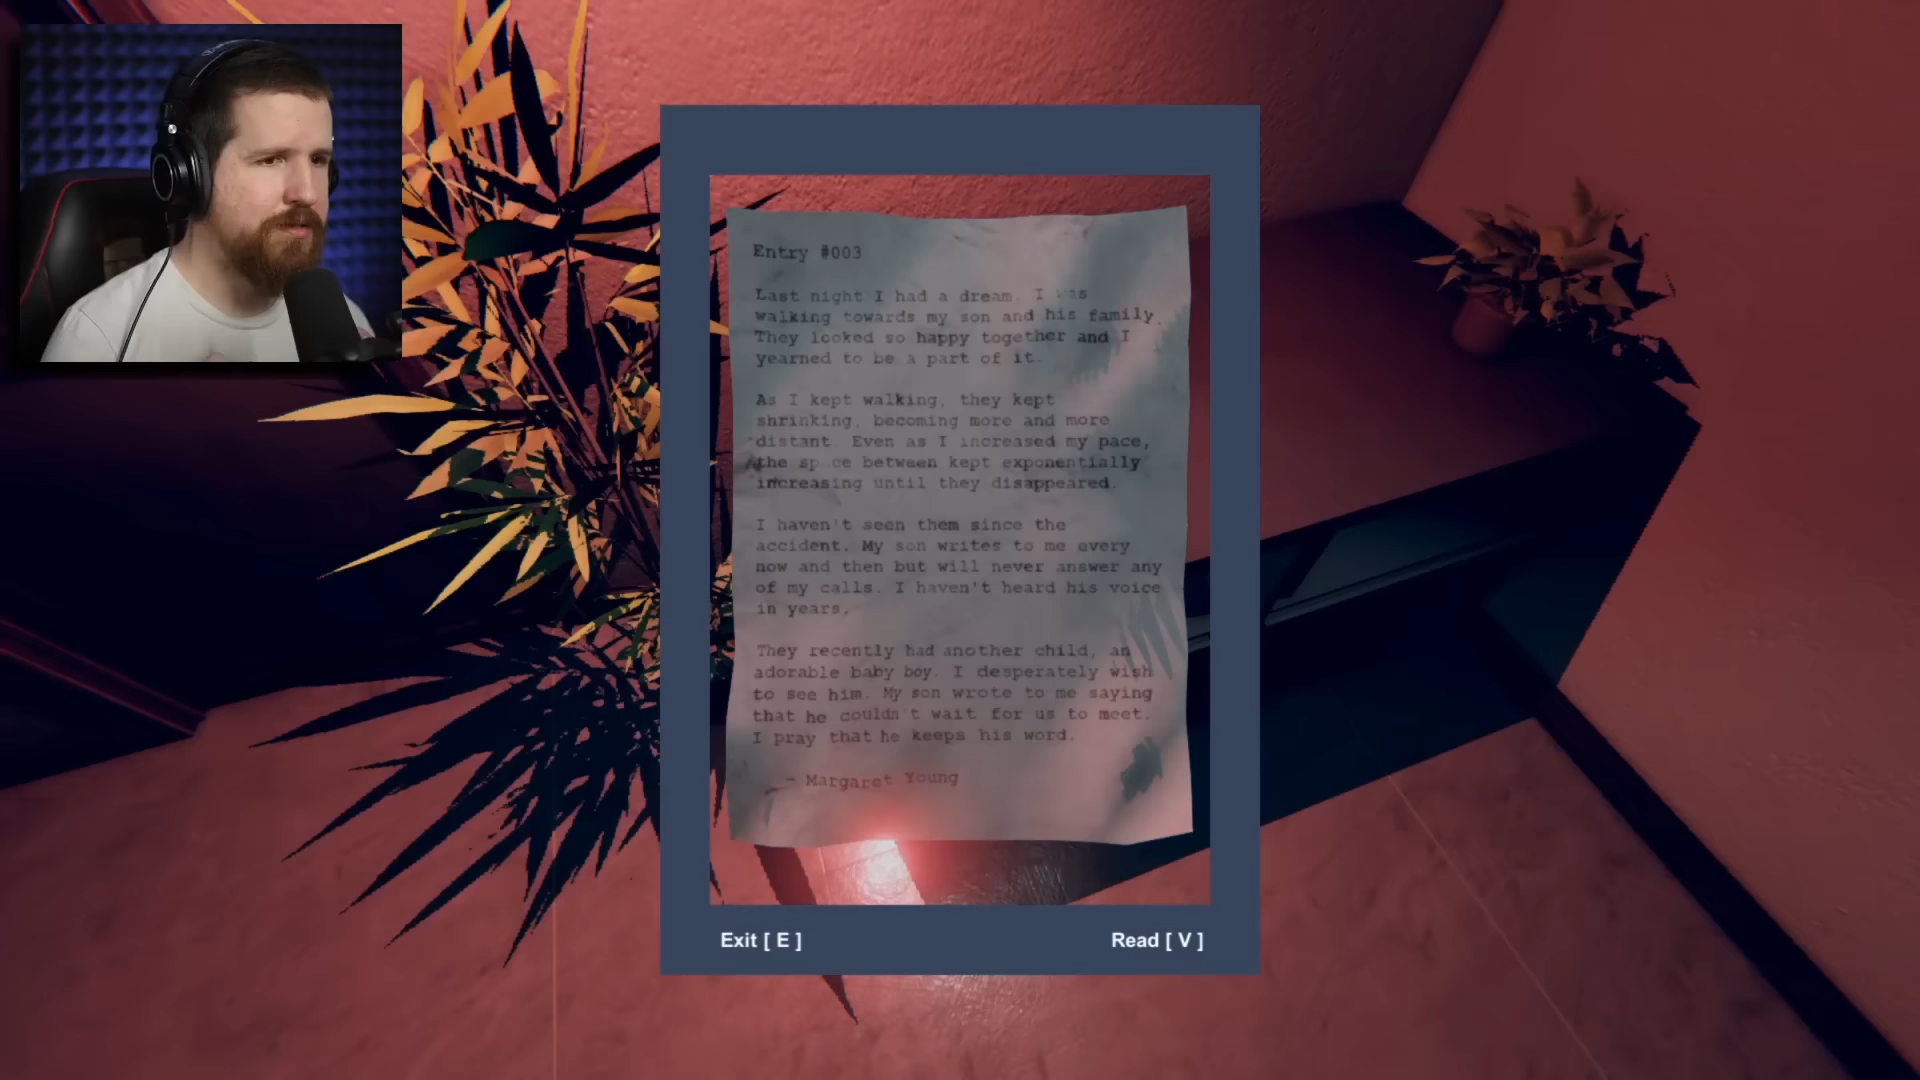 Entry #003
Last night I had a dream. I was
walking towards my son and his family.
They looked so happy together and I
yearned to be a part of it.
As I kept walking, they kept
shrinking, becoming more and more
distant. Even as I increased my pace,
the space between kept exponentially
increasing until they disappeared.
I haven't seen them since the
accident. My son writes to me every
now and then but will never answer any
of my calls. I haven't heard his voice
in years.
They recently had another child, an
adorable baby boy. I desperately wish
to see him. My son wrote to me saying
that he couldn't wait for us to meet.
I pray that he keeps his word.
- Margaret Young
Exit [ E ]
Read [ V ]